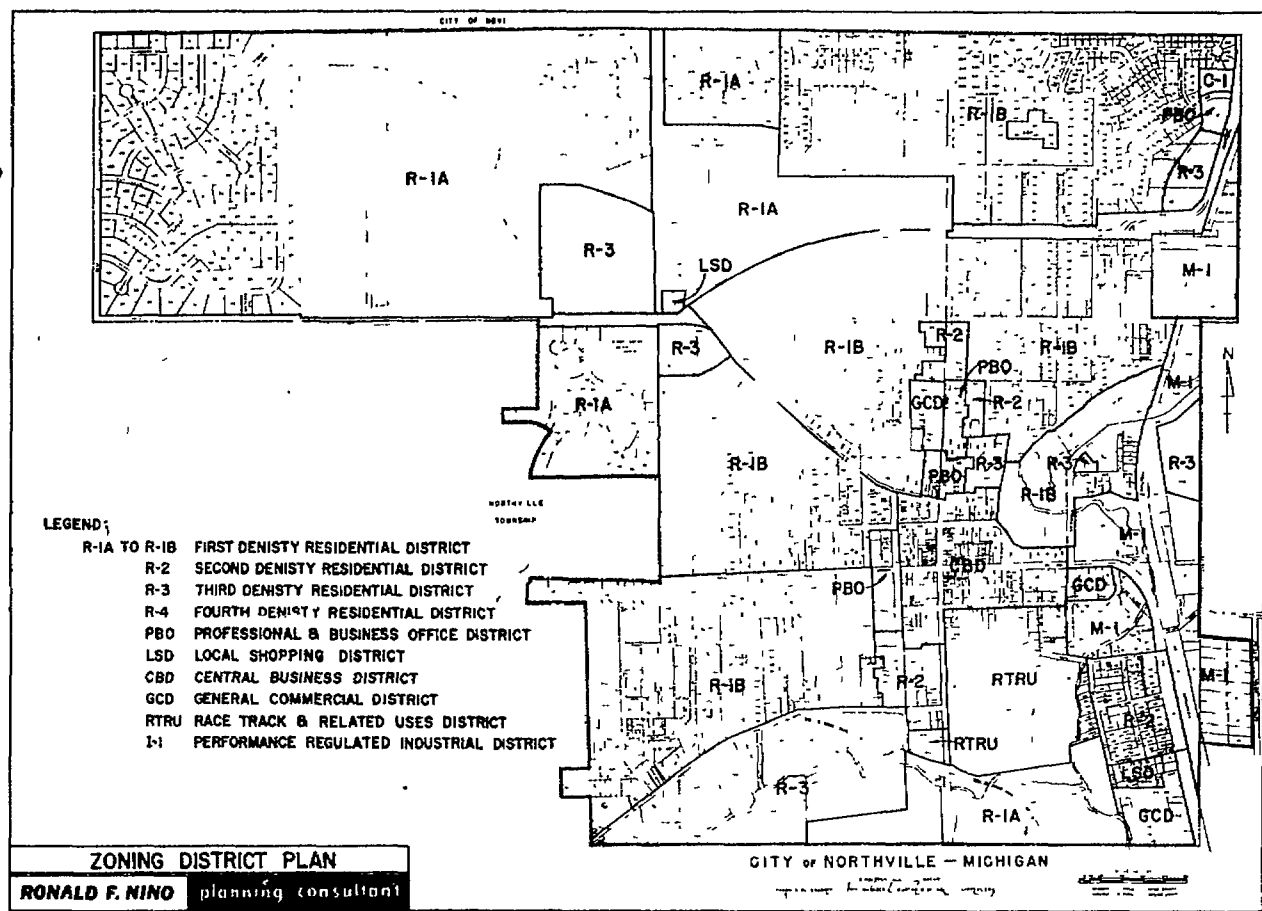 CITY OF NOVI
R-1A
C-1
R-1B
PBO
R-3
R-1A
R-1A
R-3
LSD
M-1
R-3
R-1B
R-2
R-1B
PBO
M-1
R-1A
GCD
R-2
R-1B
PBO
R-3
R-3
R-3
R-1B
NORTHVILLE
TOWNSHIP
M-1
CBD
PBO
GCD
M-1
R-1B
R-2
RTRU
M-1
R-2
RTRU
LSD
R-3
R-1A
GCD
N
LEGEND;
R-1A TO R-1B FIRST DENISTY RESIDENTIAL DISTRICT
R-2 SECOND DENISTY RESIDENTIAL DISTRICT
R-3 THIRD DENISTY RESIDENTIAL DISTRICT
R-4 FOURTH DENISTY RESIDENTIAL DISTRICT
PBO PROFESSIONAL & BUSINESS OFFICE DISTRICT
LSD LOCAL SHOPPING DISTRICT
CBD CENTRAL BUSINESS DISTRICT
GCD GENERAL COMMERCIAL DISTRICT
RTRU RACE TRACK & RELATED USES DISTRICT
I-1 PERFORMANCE REGULATED INDUSTRIAL DISTRICT
ZONING DISTRICT PLAN
RONALD F. NINO planning consultant
CITY OF NORTHVILLE — MICHIGAN